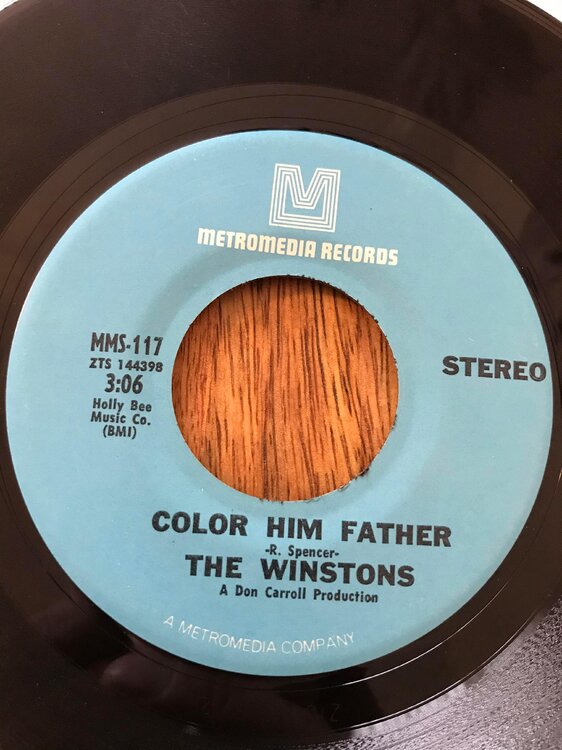 M
METROMEDIA RECORDS
MMS-117
ZTS 144398
3:06
Holly Bee
Music Co.
(BMI)
STEREO
COLOR HIM FATHER
-R. Spencer-
THE WINSTONS
A Don Carroll Production
A METROMEDIA COMPANY